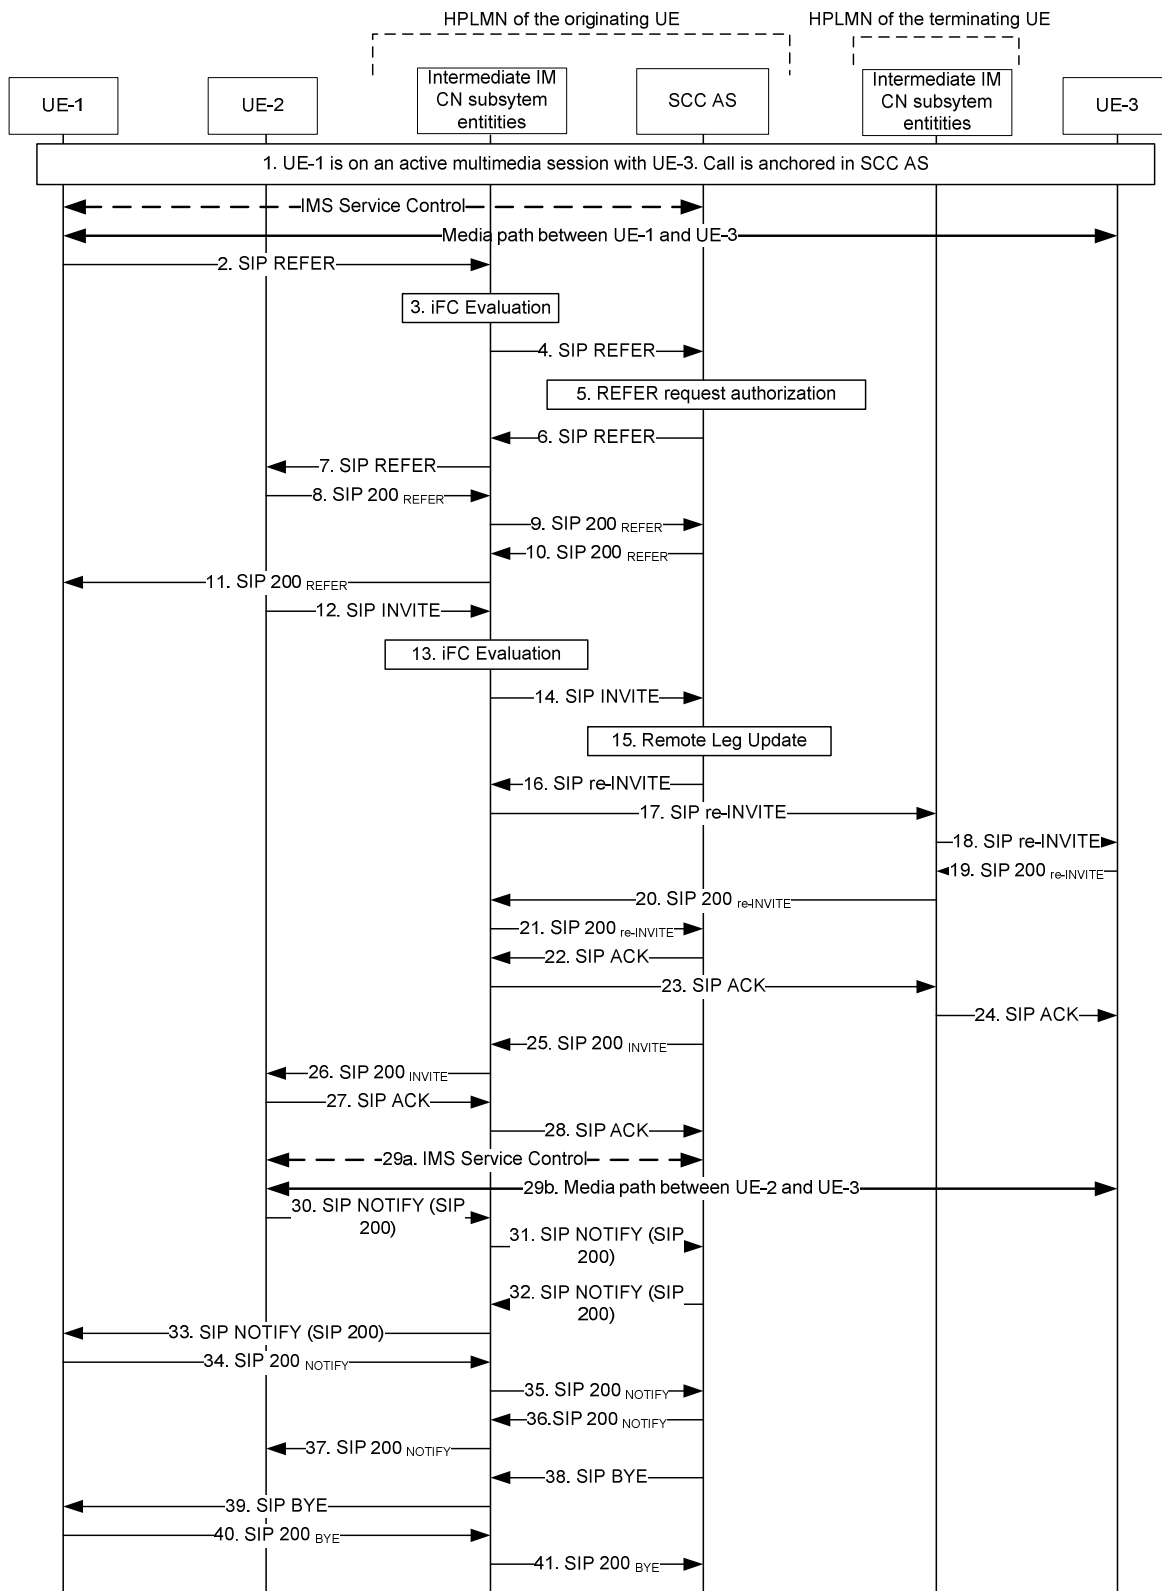 HPLMN of the originating UE
HPLMN of the terminating UE
UE-1
UE-2
Intermediate IM
CN subsytem
entitities
SCC AS
Intermediate IM
CN subsytem
entitities
UE-3
1. UE-1 is on an active multimedia session with UE-3. Call is anchored in SCC AS
IMS Service Control
Media path between UE-1 and UE-3
2. SIP REFER
3. iFC Evaluation
4. SIP REFER
5. REFER request authorization
6. SIP REFER
7. SIP REFER
8. SIP 200 REFER
9. SIP 200 REFER
10. SIP 200 REFER
11. SIP 200 REFER
12. SIP INVITE
13. iFC Evaluation
14. SIP INVITE
15. Remote Leg Update
16. SIP re-INVITE
17. SIP re-INVITE
18. SIP re-INVITE
19. SIP 200 re-INVITE
20. SIP 200 re-INVITE
21. SIP 200 re-INVITE
22. SIP ACK
23. SIP ACK
24. SIP ACK
25. SIP 200 INVITE
26. SIP 200 INVITE
27. SIP ACK
28. SIP ACK
29a. IMS Service Control
29b. Media path between UE-2 and UE-3
30. SIP NOTIFY (SIP
200)
31. SIP NOTIFY (SIP
200)
32. SIP NOTIFY (SIP
200)
33. SIP NOTIFY (SIP 200)
34. SIP 200 NOTIFY
35. SIP 200 NOTIFY
36.SIP 200 NOTIFY
37. SIP 200 NOTIFY
38. SIP BYE
39. SIP BYE
40. SIP 200 BYE
41. SIP 200 BYE